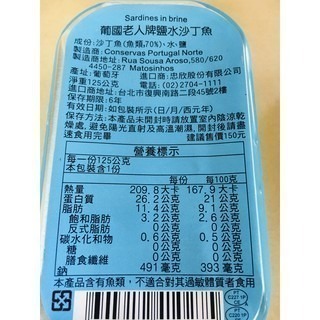 Sardines in brine
葡國老人牌鹽水沙丁魚
成份:沙丁魚(魚類,70%)、水、鹽
製造商: Conservas Portugal Norte
製造商地址: Rua Sousa Aroso,580/620
4450-287 Matosinhos
產地:葡萄牙 進口商:忠欣股份有限公司
淨重125公克 電話:(02)2704-1111
進口商地址:台北市復興南路二段45號2樓
保存期限:6年
有效日期:如包裝所示(日/月/西元年)
保存方法:本產品未開封時請放置室內陰涼乾
燥處,避免陽光直射及高溫潮濕,開封後請盡
速食用完畢 建議售價150元
營養標示
每一份125公克
本包裝含1份
每份 每100克
熱量 209.8大卡 167.9大卡
蛋白質 26.2公克 21公克
脂肪 11.4公克 9.1公克
飽和脂肪 3.2公克 2.6公克
反式脂肪 0公克 0公克
碳水化和物 0.6公克 0.5公克
糖 0公克 0公克
膳食纖維 0公克 0公克
鈉 491毫克 393毫克
本產品含有魚類,不適合對其過敏體質者食用
PT
C227 1P
CE
C220 1P